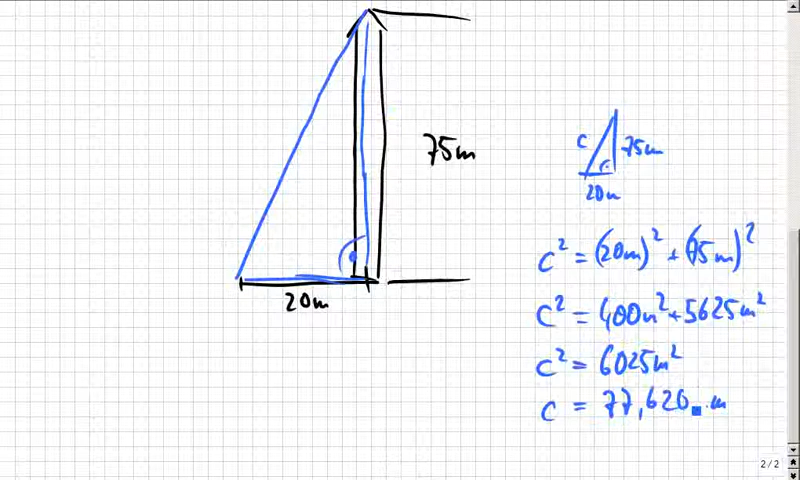 75m
20m
c
75m
20m
c² = (20m)² + (75m)²
c² = 400m² + 5625m²
c² = 6025m²
c = 77,620..m
2/2